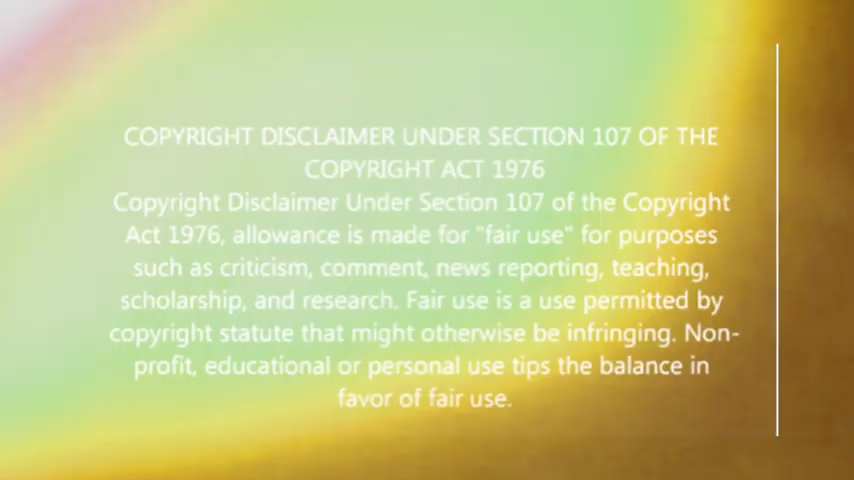 COPYRIGHT DISCLAIMER UNDER SECTION 107 OF THE
COPYRIGHT ACT 1976
Copyright Disclaimer Under Section 107 of the Copyright
Act 1976, allowance is made for "fair use" for purposes
such as criticism, comment, news reporting, teaching,
scholarship, and research. Fair use is a use permitted by
copyright statute that might otherwise be infringing. Non-
profit, educational or personal use tips the balance in
favor of fair use.